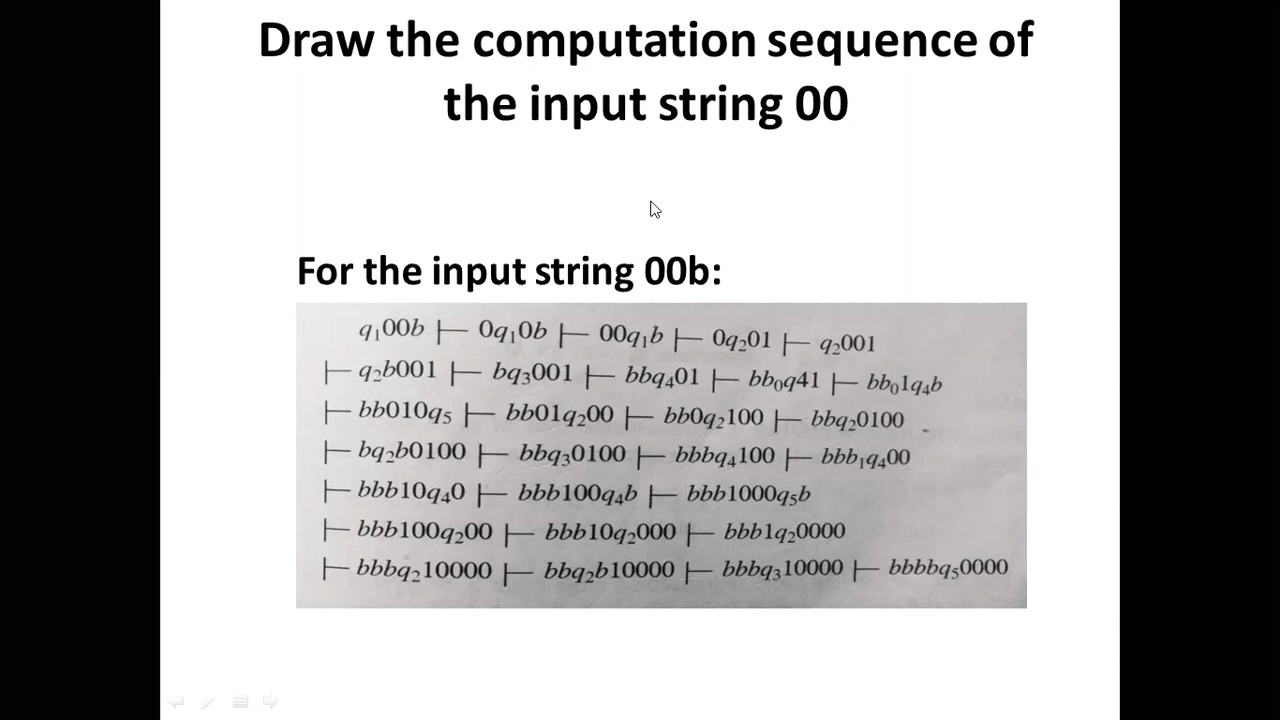 Draw the computation sequence of
the input string 00
For the input string 00b:
q₁00b ├─ 0q₁0b ├─ 00q₁b ├─ 0q₂01 ├─ q₂001
├─ q₂b001 ├─ bq₃001 ├─ bbq₄01 ├─ bb₀q41 ├─ bb₀1q₄b
├─ bb010q₅ ├─ bb01q₂00 ├─ bb0q₂100 ├─ bbq₂0100
├─ bq₂b0100 ├─ bbq₃0100 ├─ bbbq₄100 ├─ bbb₁q₄00
├─ bbb10q₄0 ├─ bbb100q₄b ├─ bbb1000q₅b
├─ bbb100q₂00 ├─ bbb10q₂000 ├─ bbb1q₂0000
├─ bbbq₂10000 ├─ bbq₂b10000 ├─ bbbq₃10000 ├─ bbbbq₅0000